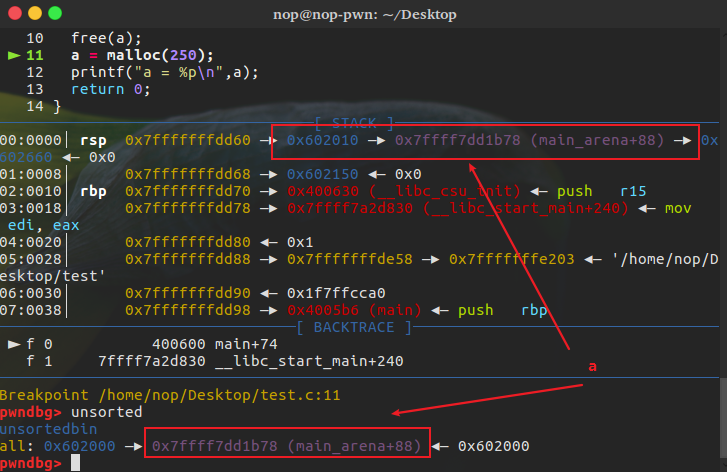 nop@nop-pwn: ~/Desktop
10   free(a);
► 11   a = malloc(250);
12   printf("a = %p\n",a);
13   return 0;
14 }
[ STACK ]
00:0000│ rsp  0x7fffffffdd60 —▸ 0x602010 —▸ 0x7ffff7dd1b78 (main_arena+88) —▸ 0x
602660 ◂— 0x0
01:0008│      0x7fffffffdd68 —▸ 0x602150 ◂— 0x0
02:0010│ rbp  0x7fffffffdd70 —▸ 0x400630 (__libc_csu_init) ◂— push   r15
03:0018│      0x7fffffffdd78 —▸ 0x7ffff7a2d830 (__libc_start_main+240) ◂— mov
edi, eax
04:0020│      0x7fffffffdd80 ◂— 0x1
05:0028│      0x7fffffffdd88 —▸ 0x7fffffffde58 —▸ 0x7fffffffe203 ◂— '/home/nop/D
esktop/test'
06:0030│      0x7fffffffdd90 ◂— 0x1f7ffcca0
07:0038│      0x7fffffffdd98 —▸ 0x4005b6 (main) ◂— push   rbp
[ BACKTRACE ]
► f 0           400600 main+74
f 1     7ffff7a2d830 __libc_start_main+240
a
Breakpoint /home/nop/Desktop/test.c:11
pwndbg> unsorted
unsortedbin
all: 0x602000 —▸ 0x7ffff7dd1b78 (main_arena+88) ◂— 0x602000
pwndbg>